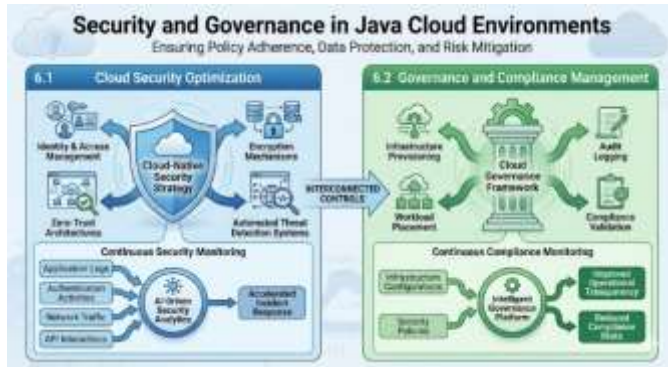 Security and Governance in Java Cloud Environments
Ensuring Policy Adherence, Data Protection, and Risk Mitigation
6.1 Cloud Security Optimization
Identity & Access
Management
Encryption
Mechanisms
Cloud-Native
Security
Strategy
Zero Trust
Architectures
Automated Threat
Detection Systems
Continuous Security Monitoring
Application Logs
Authentication
Activities
Network Traffic
API Interactions
AI-Driven
Security
Analytics
Accelerated
Incident
Response
INTERCONNECTED
CONTROLS
6.2 Governance and Compliance Management
Infrastructure
Provisioning
Audit
Logging
Cloud
Governance
Framework
Workload
Placement
Compliance
Validation
Continuous Compliance Monitoring
Infrastructure
Configurations
Security
Policies
Intelligent
Governance
Platform
Improved
Operational
Transparency
Reduced
Compliance
Risks